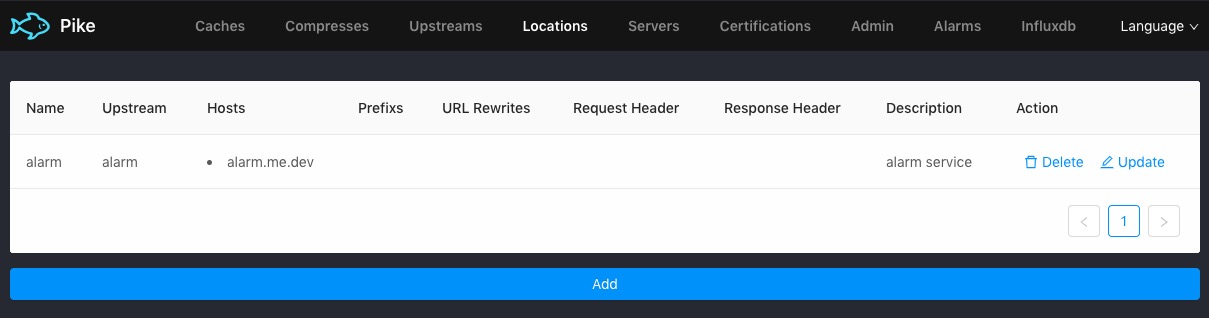 Pike Caches Compresses Upstreams Locations Servers Certifications Admin Alarms Influxdb Language
Name Upstream Hosts Prefixs URL Rewrites Request Header Response Header Description Action
alarm alarm • alarm.me.dev alarm service Delete Update
< 1 >
Add